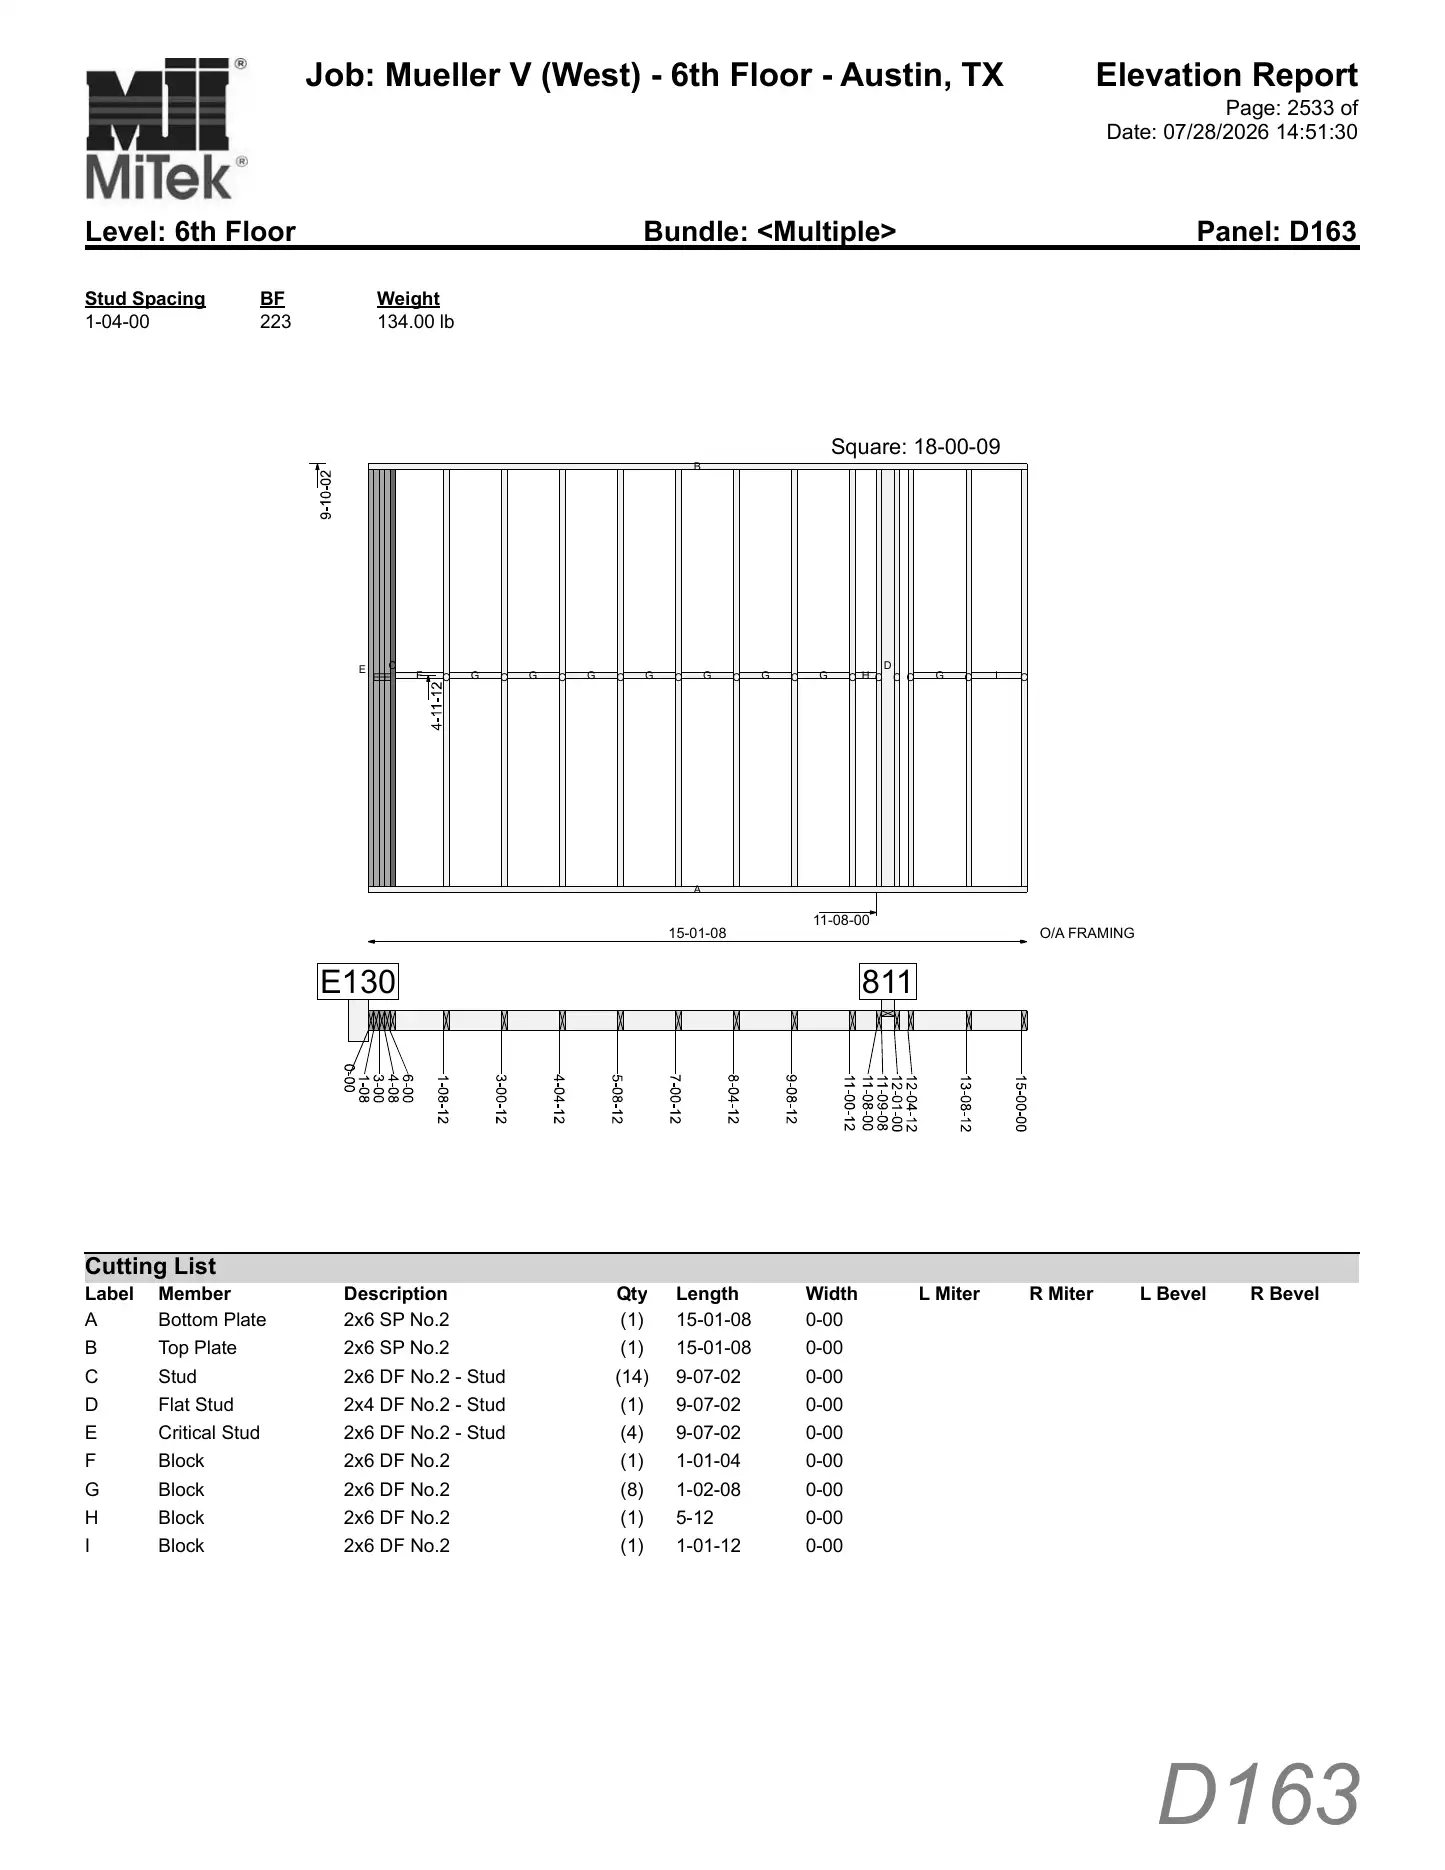 Job: Mueller V (West) - 6th Floor - Austin, TX
Elevation Report
Page: 2533 of
Date: 07/28/2026 14:51:30
MiTek®
Level: 6th Floor Bundle: <Multiple> Panel: D163
Stud Spacing BF Weight
1-04-00 223 134.00 lb
Square: 18-00-09
B
9-10-02
E C F G G G G G G G H D G I
4-11-12
A
11-08-00
15-01-08 O/A FRAMING
E130 811
0-00 1-08 3-00 4-08 6-00 1-08-12 3-00-12 4-04-12 5-08-12 7-00-12 8-04-12 9-08-12 11-00-12 11-08-00 11-09-08 12-01-00 12-04-12 13-08-12 15-00-00
Cutting List
Label Member Description Qty Length Width L Miter R Miter L Bevel R Bevel
A Bottom Plate 2x6 SP No.2 (1) 15-01-08 0-00
B Top Plate 2x6 SP No.2 (1) 15-01-08 0-00
C Stud 2x6 DF No.2 - Stud (14) 9-07-02 0-00
D Flat Stud 2x4 DF No.2 - Stud (1) 9-07-02 0-00
E Critical Stud 2x6 DF No.2 - Stud (4) 9-07-02 0-00
F Block 2x6 DF No.2 (1) 1-01-04 0-00
G Block 2x6 DF No.2 (8) 1-02-08 0-00
H Block 2x6 DF No.2 (1) 5-12 0-00
I Block 2x6 DF No.2 (1) 1-01-12 0-00
D163